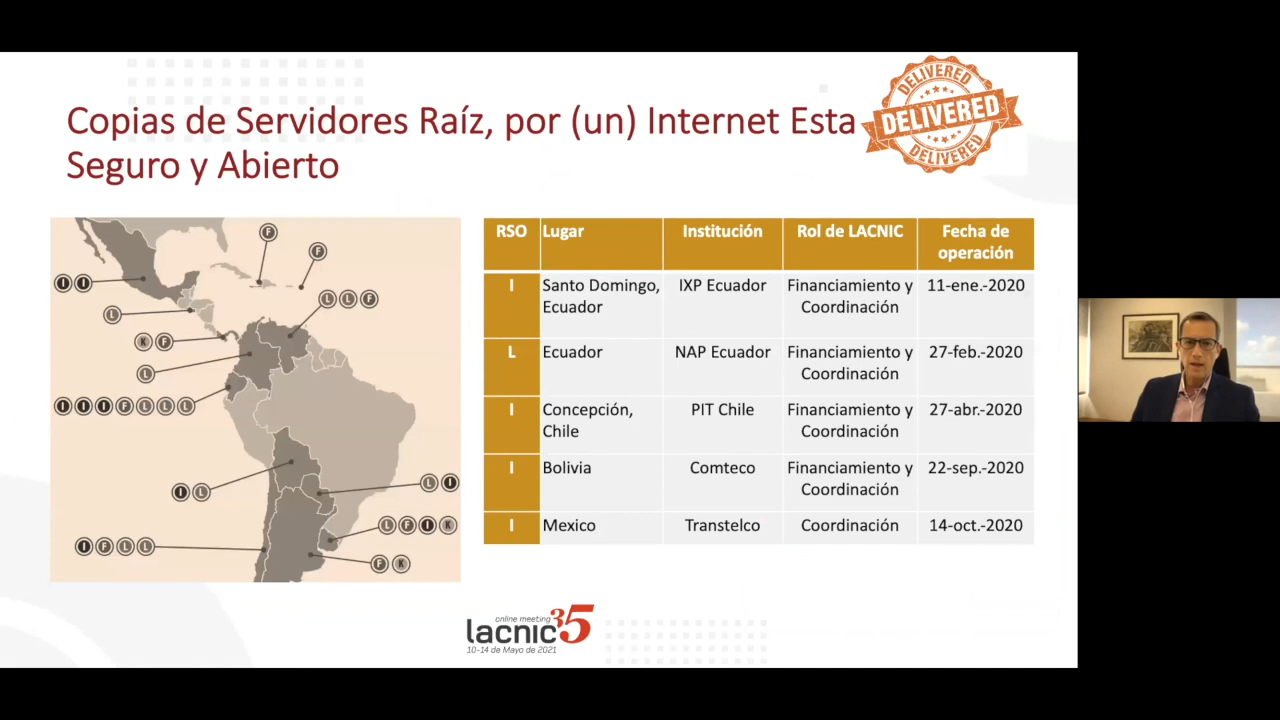 Copias de Servidores Raíz, por (un) Internet Esta
Seguro y Abierto
DELIVERED
DELIVERED
DELIVERED
F
F
I I
L L F
L
K F
L
I I I F L L L
I L
L I
L F I K
I F L L
F K
RSO Lugar Institución Rol de LACNIC Fecha de
operación
I Santo Domingo, IXP Ecuador Financiamiento y 11-ene.-2020
Ecuador Coordinación
L Ecuador NAP Ecuador Financiamiento y 27-feb.-2020
Coordinación
I Concepción, PIT Chile Financiamiento y 27-abr.-2020
Chile Coordinación
I Bolivia Comteco Financiamiento y 22-sep.-2020
Coordinación
I Mexico Transtelco Coordinación 14-oct.-2020
online meeting
lacnic35
10-14 de Mayo de 2021